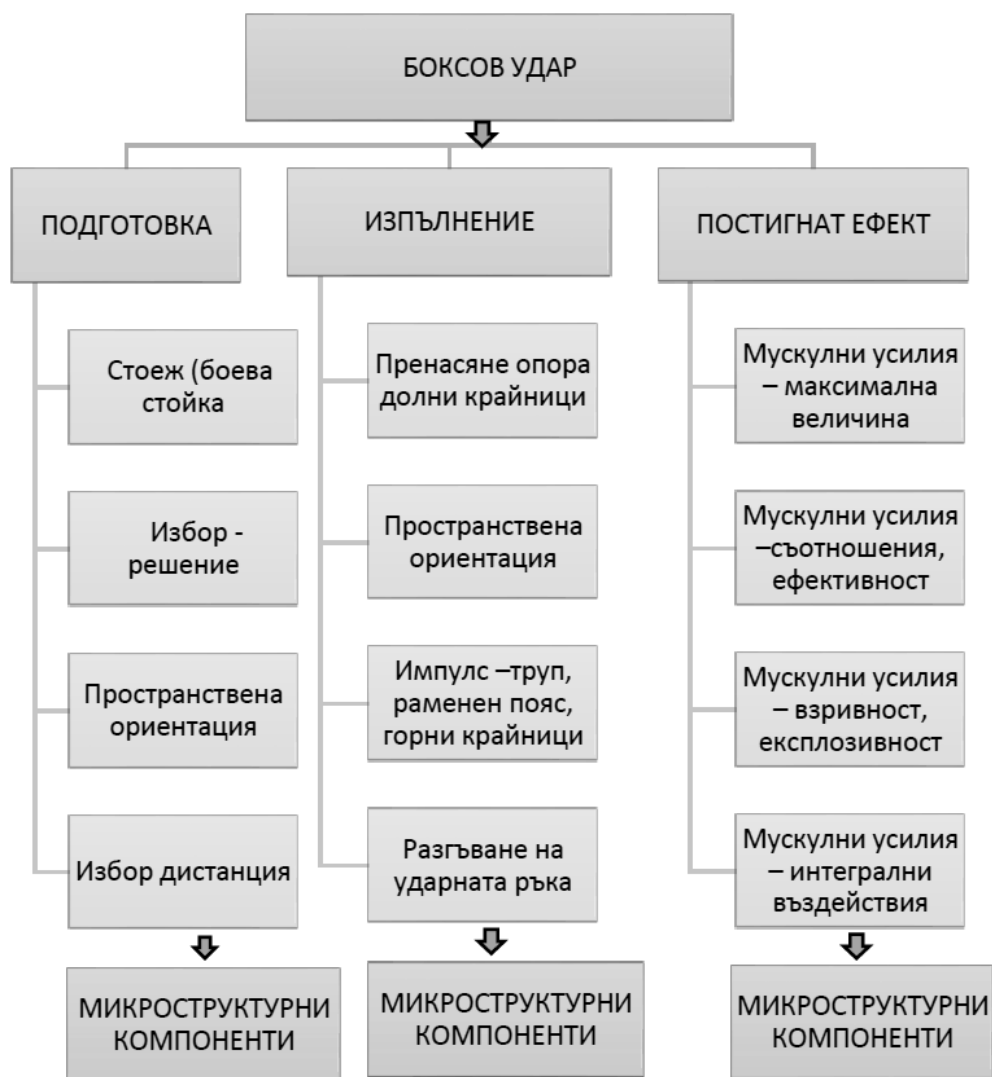 БОКСОВ УДАР
ПОДГОТОВКА
Стоеж (боева
стойка
Избор -
решение
Пространствена
ориентация
Избор дистанция
МИКРОСТРУКТУРНИ
КОМПОНЕНТИ
ИЗПЪЛНЕНИЕ
Пренасяне опора
долни крайници
Пространствена
ориентация
Импулс –труп,
раменен пояс,
горни крайници
Разгъване на
ударната ръка
МИКРОСТРУКТУРНИ
КОМПОНЕНТИ
ПОСТИГНАТ ЕФЕКТ
Мускулни усилия
– максимална
величина
Мускулни усилия
–съотношения,
ефективност
Мускулни усилия
– взривност,
експлозивност
Мускулни усилия
– интегрални
въздействия
МИКРОСТРУКТУРНИ
КОМПОНЕНТИ